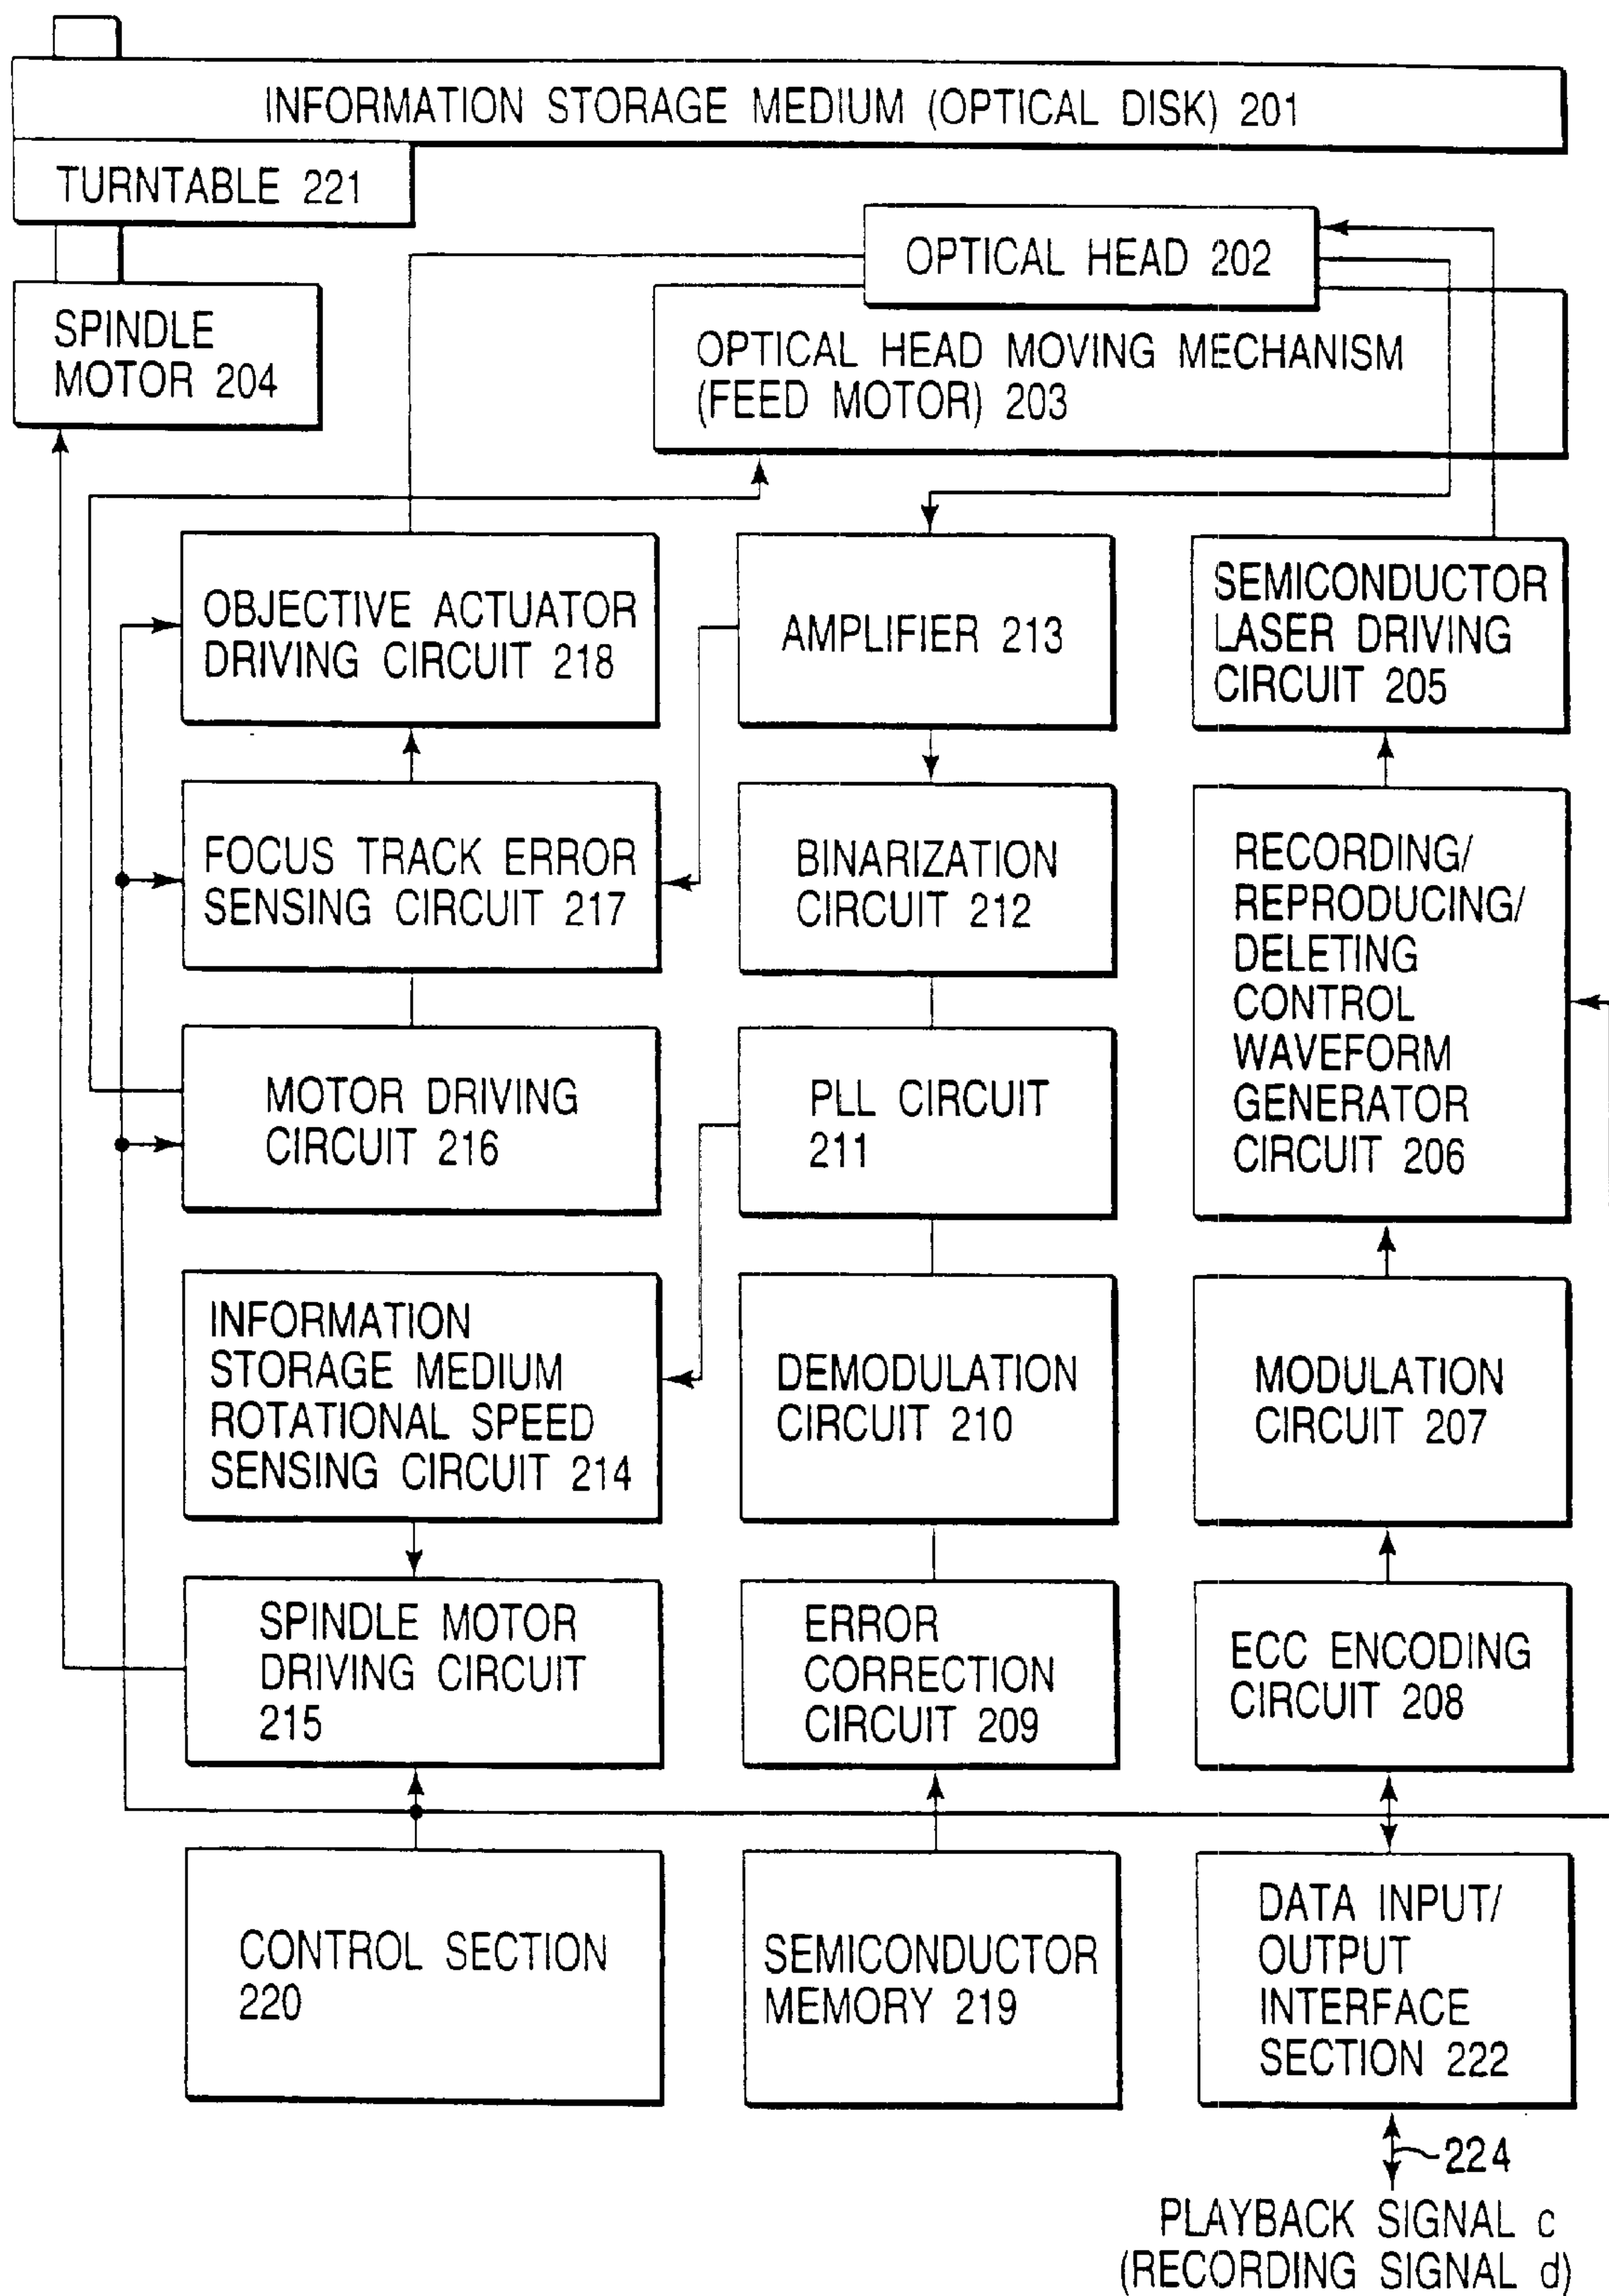 INFORMATION STORAGE MEDIUM (OPTICAL DISK) 201
TURNTABLE 221
OPTICAL HEAD 202
SPINDLE
MOTOR 204
OPTICAL HEAD MOVING MECHANISM
(FEED MOTOR) 203
OBJECTIVE ACTUATOR
DRIVING CIRCUIT 218
AMPLIFIER 213
SEMICONDUCTOR
LASER DRIVING
CIRCUIT 205
FOCUS TRACK ERROR
SENSING CIRCUIT 217
BINARIZATION
CIRCUIT 212
RECORDING/
REPRODUCING/
DELETING
CONTROL
WAVEFORM
GENERATOR
CIRCUIT 206
MOTOR DRIVING
CIRCUIT 216
PLL CIRCUIT
211
INFORMATION
STORAGE MEDIUM
ROTATIONAL SPEED
SENSING CIRCUIT 214
DEMODULATION
CIRCUIT 210
MODULATION
CIRCUIT 207
SPINDLE MOTOR
DRIVING CIRCUIT
215
ERROR
CORRECTION
CIRCUIT 209
ECC ENCODING
CIRCUIT 208
CONTROL SECTION
220
SEMICONDUCTOR
MEMORY 219
DATA INPUT/
OUTPUT
INTERFACE
SECTION 222
224
PLAYBACK SIGNAL c
(RECORDING SIGNAL d)